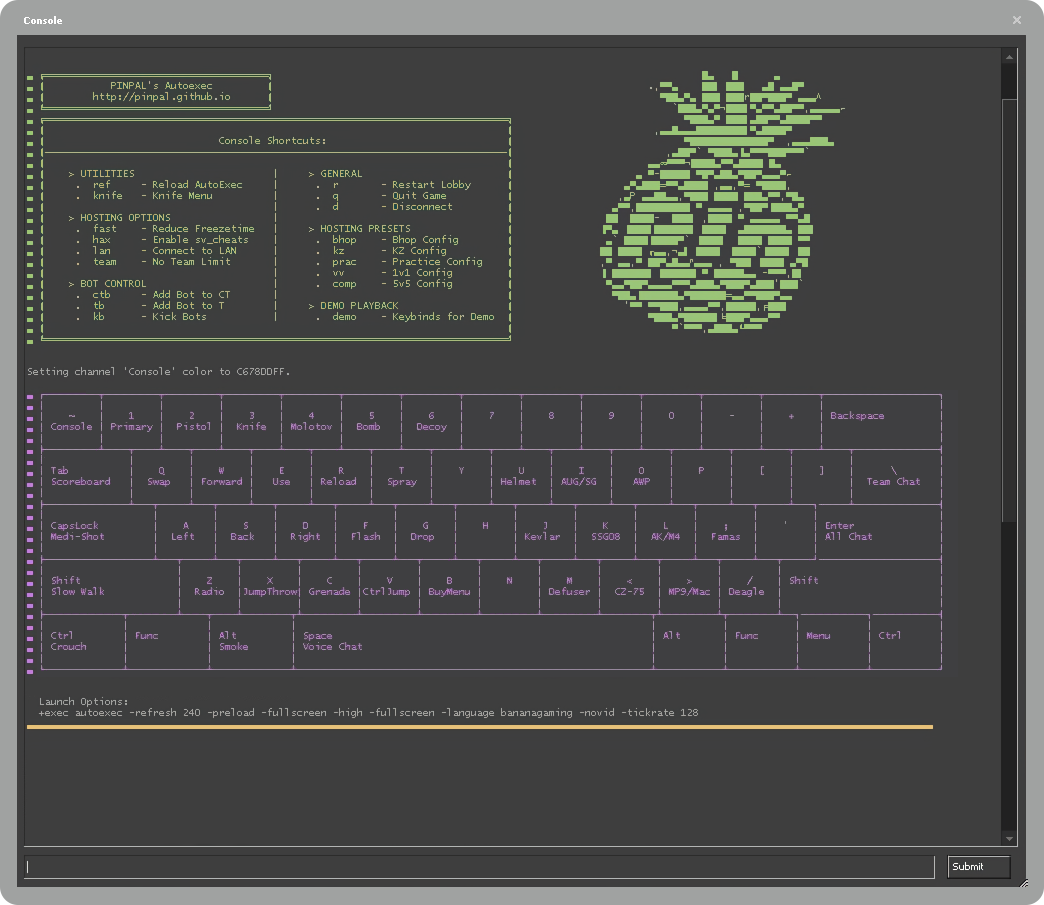 Console
PINPAL's Autoexec
http://pinpal.github.io
Console Shortcuts:
> UTILITIES
. ref - Reload AutoExec
. knife - Knife Menu
> HOSTING OPTIONS
. fast - Reduce Freezetime
. hax - Enable sv_cheats
. lan - Connect to LAN
. team - No Team Limit
> BOT CONTROL
. ctb - Add Bot to CT
. tb - Add Bot to T
. kb - Kick Bots
> GENERAL
. r - Restart Lobby
. q - Quit Game
. d - Disconnect
> HOSTING PRESETS
. bhop - Bhop Config
. kz - KZ Config
. prac - Practice Config
. vv - 1v1 Config
. comp - 5v5 Config
> DEMO PLAYBACK
. demo - Keybinds for Demo
Setting channel 'Console' color to C678DDFF.
~ 1 2 3 4 5 6 7 8 9 0 - + Backspace
Console Primary Pistol Knife Molotov Bomb Decoy
Tab Q W E R T Y U I O P [ ] \
Scoreboard Swap Forward Use Reload Spray Helmet AUG/SG AWP Team Chat
CapsLock A S D F G H J K L ; ' Enter
Medi-Shot Left Back Right Flash Drop Kevlar SSG08 AK/M4 Famas All Chat
Shift Z X C V B N M < > / Shift
Slow Walk Radio JumpThrow Grenade CtrlJump BuyMenu Defuser CZ-75 MP9/Mac Deagle
Ctrl Func Alt Space Alt Func Menu Ctrl
Crouch Smoke Voice Chat
Launch Options:
+exec autoexec -refresh 240 -preload -fullscreen -high -fullscreen -language bananagaming -novid -tickrate 128
Submit